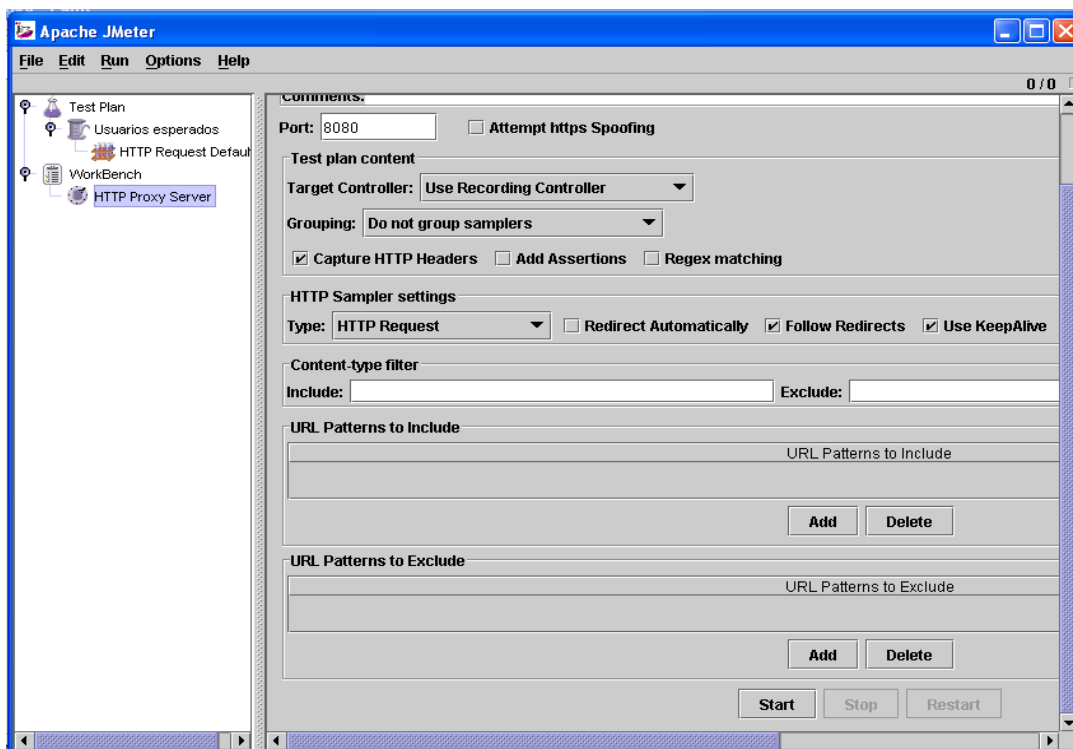 Apache JMeter
File Edit Run Options Help
0 / 0
Test Plan
Usuarios esperados
HTTP Request Defaul
WorkBench
HTTP Proxy Server
Comments:
Port: 8080 Attempt https Spoofing
Test plan content
Target Controller: Use Recording Controller
Grouping: Do not group samplers
Capture HTTP Headers Add Assertions Regex matching
HTTP Sampler settings
Type: HTTP Request Redirect Automatically Follow Redirects Use KeepAlive
Content-type filter
Include: Exclude:
URL Patterns to Include
URL Patterns to Include
Add Delete
URL Patterns to Exclude
URL Patterns to Exclude
Add Delete
Start Stop Restart